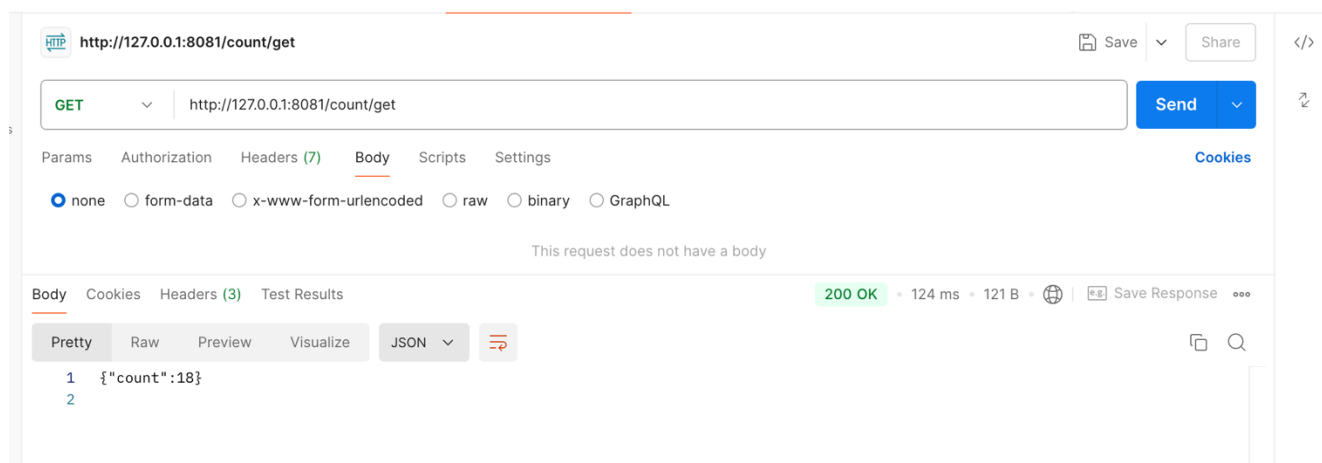 HTTP http://127.0.0.1:8081/count/get Save Share </>
GET http://127.0.0.1:8081/count/get Send
s
Params Authorization Headers (7) Body Scripts Settings Cookies
none form-data x-www-form-urlencoded raw binary GraphQL
This request does not have a body
Body Cookies Headers (3) Test Results 200 OK • 124 ms • 121 B • e.g. Save Response
Pretty Raw Preview Visualize JSON
1 {"count":18}
2